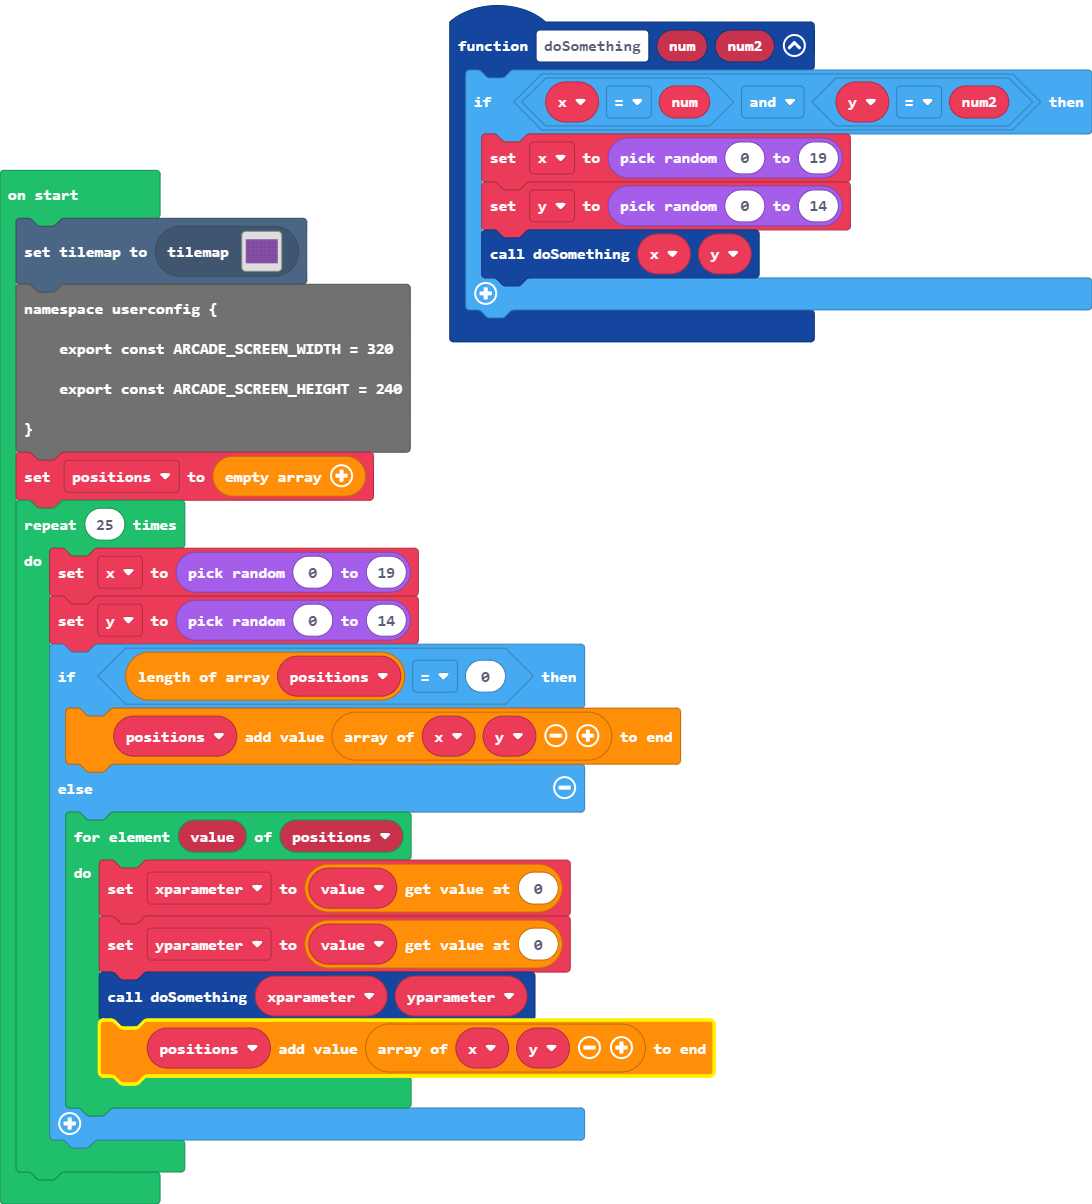 function doSomething num num2
if x = num and y = num2 then
set x to pick random 0 to 19
set y to pick random 0 to 14
call doSomething x y
on start
set tilemap to tilemap
namespace userconfig {
export const ARCADE_SCREEN_WIDTH = 320
export const ARCADE_SCREEN_HEIGHT = 240
}
set positions to empty array
repeat 25 times
do
set x to pick random 0 to 19
set y to pick random 0 to 14
if length of array positions = 0 then
positions add value array of x y to end
else
for element value of positions
do
set xparameter to value get value at 0
set yparameter to value get value at 0
call doSomething xparameter yparameter
positions add value array of x y to end